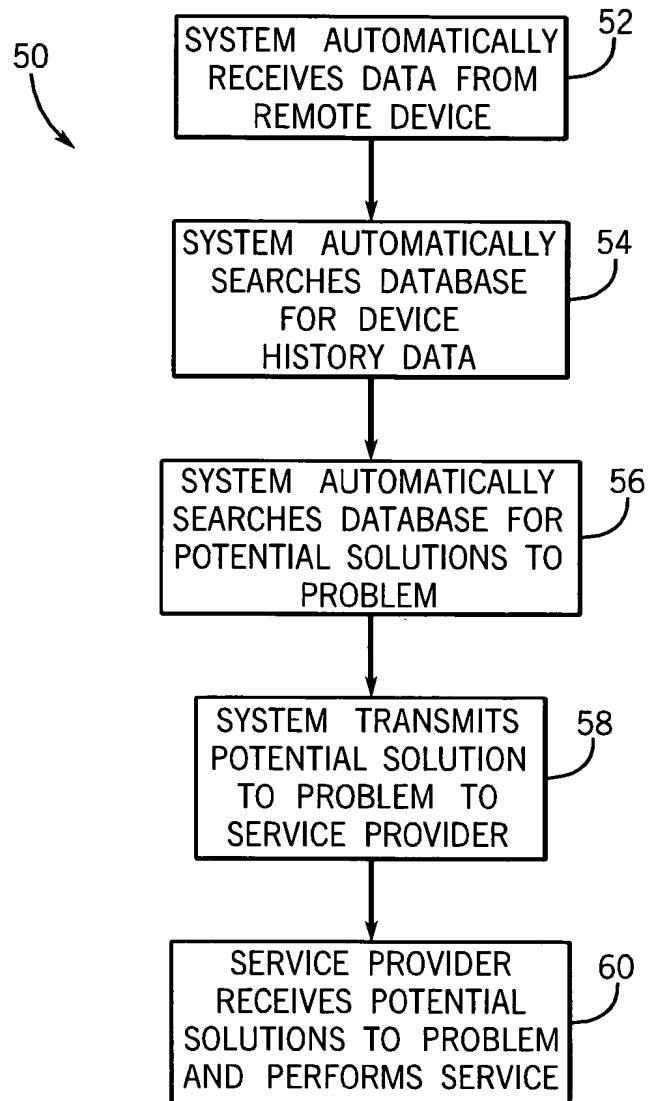 50
SYSTEM AUTOMATICALLY
RECEIVES DATA FROM
REMOTE DEVICE
52
SYSTEM AUTOMATICALLY
SEARCHES DATABASE
FOR DEVICE
HISTORY DATA
54
SYSTEM AUTOMATICALLY
SEARCHES DATABASE FOR
POTENTIAL SOLUTIONS TO
PROBLEM
56
SYSTEM TRANSMITS
POTENTIAL SOLUTION
TO PROBLEM TO
SERVICE PROVIDER
58
SERVICE PROVIDER
RECEIVES POTENTIAL
SOLUTIONS TO PROBLEM
AND PERFORMS SERVICE
60